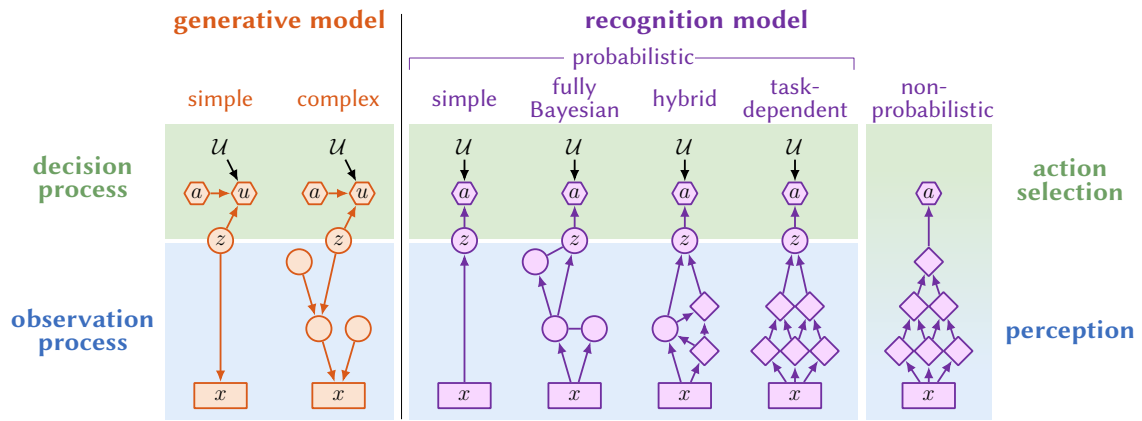 generative model
recognition model
probabilistic
simple
complex
simple
fully
Bayesian
hybrid
task-
dependent
non-
probabilistic
decision
process
𝒰
𝒰
𝒰
𝒰
𝒰
𝒰
a
u
a
u
a
a
a
a
a
action
selection
z
z
z
z
z
z
observation
process
perception
x
x
x
x
x
x
x